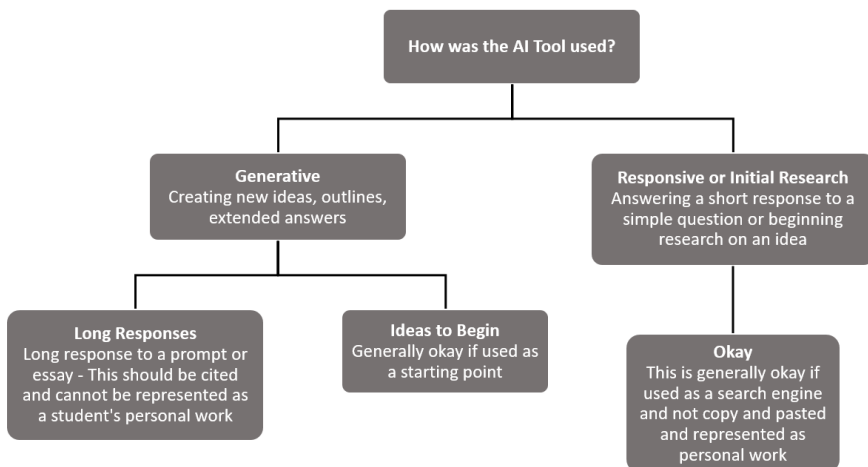 How was the AI Tool used?
Generative
Creating new ideas, outlines,
extended answers
Responsive or Initial Research
Answering a short response to a
simple question or beginning
research on an idea
Long Responses
Long response to a prompt or
essay - This should be cited
and cannot be represented as
a student's personal work
Ideas to Begin
Generally okay if used as
a starting point
Okay
This is generally okay if
used as a search engine
and not copy and pasted
and represented as
personal work